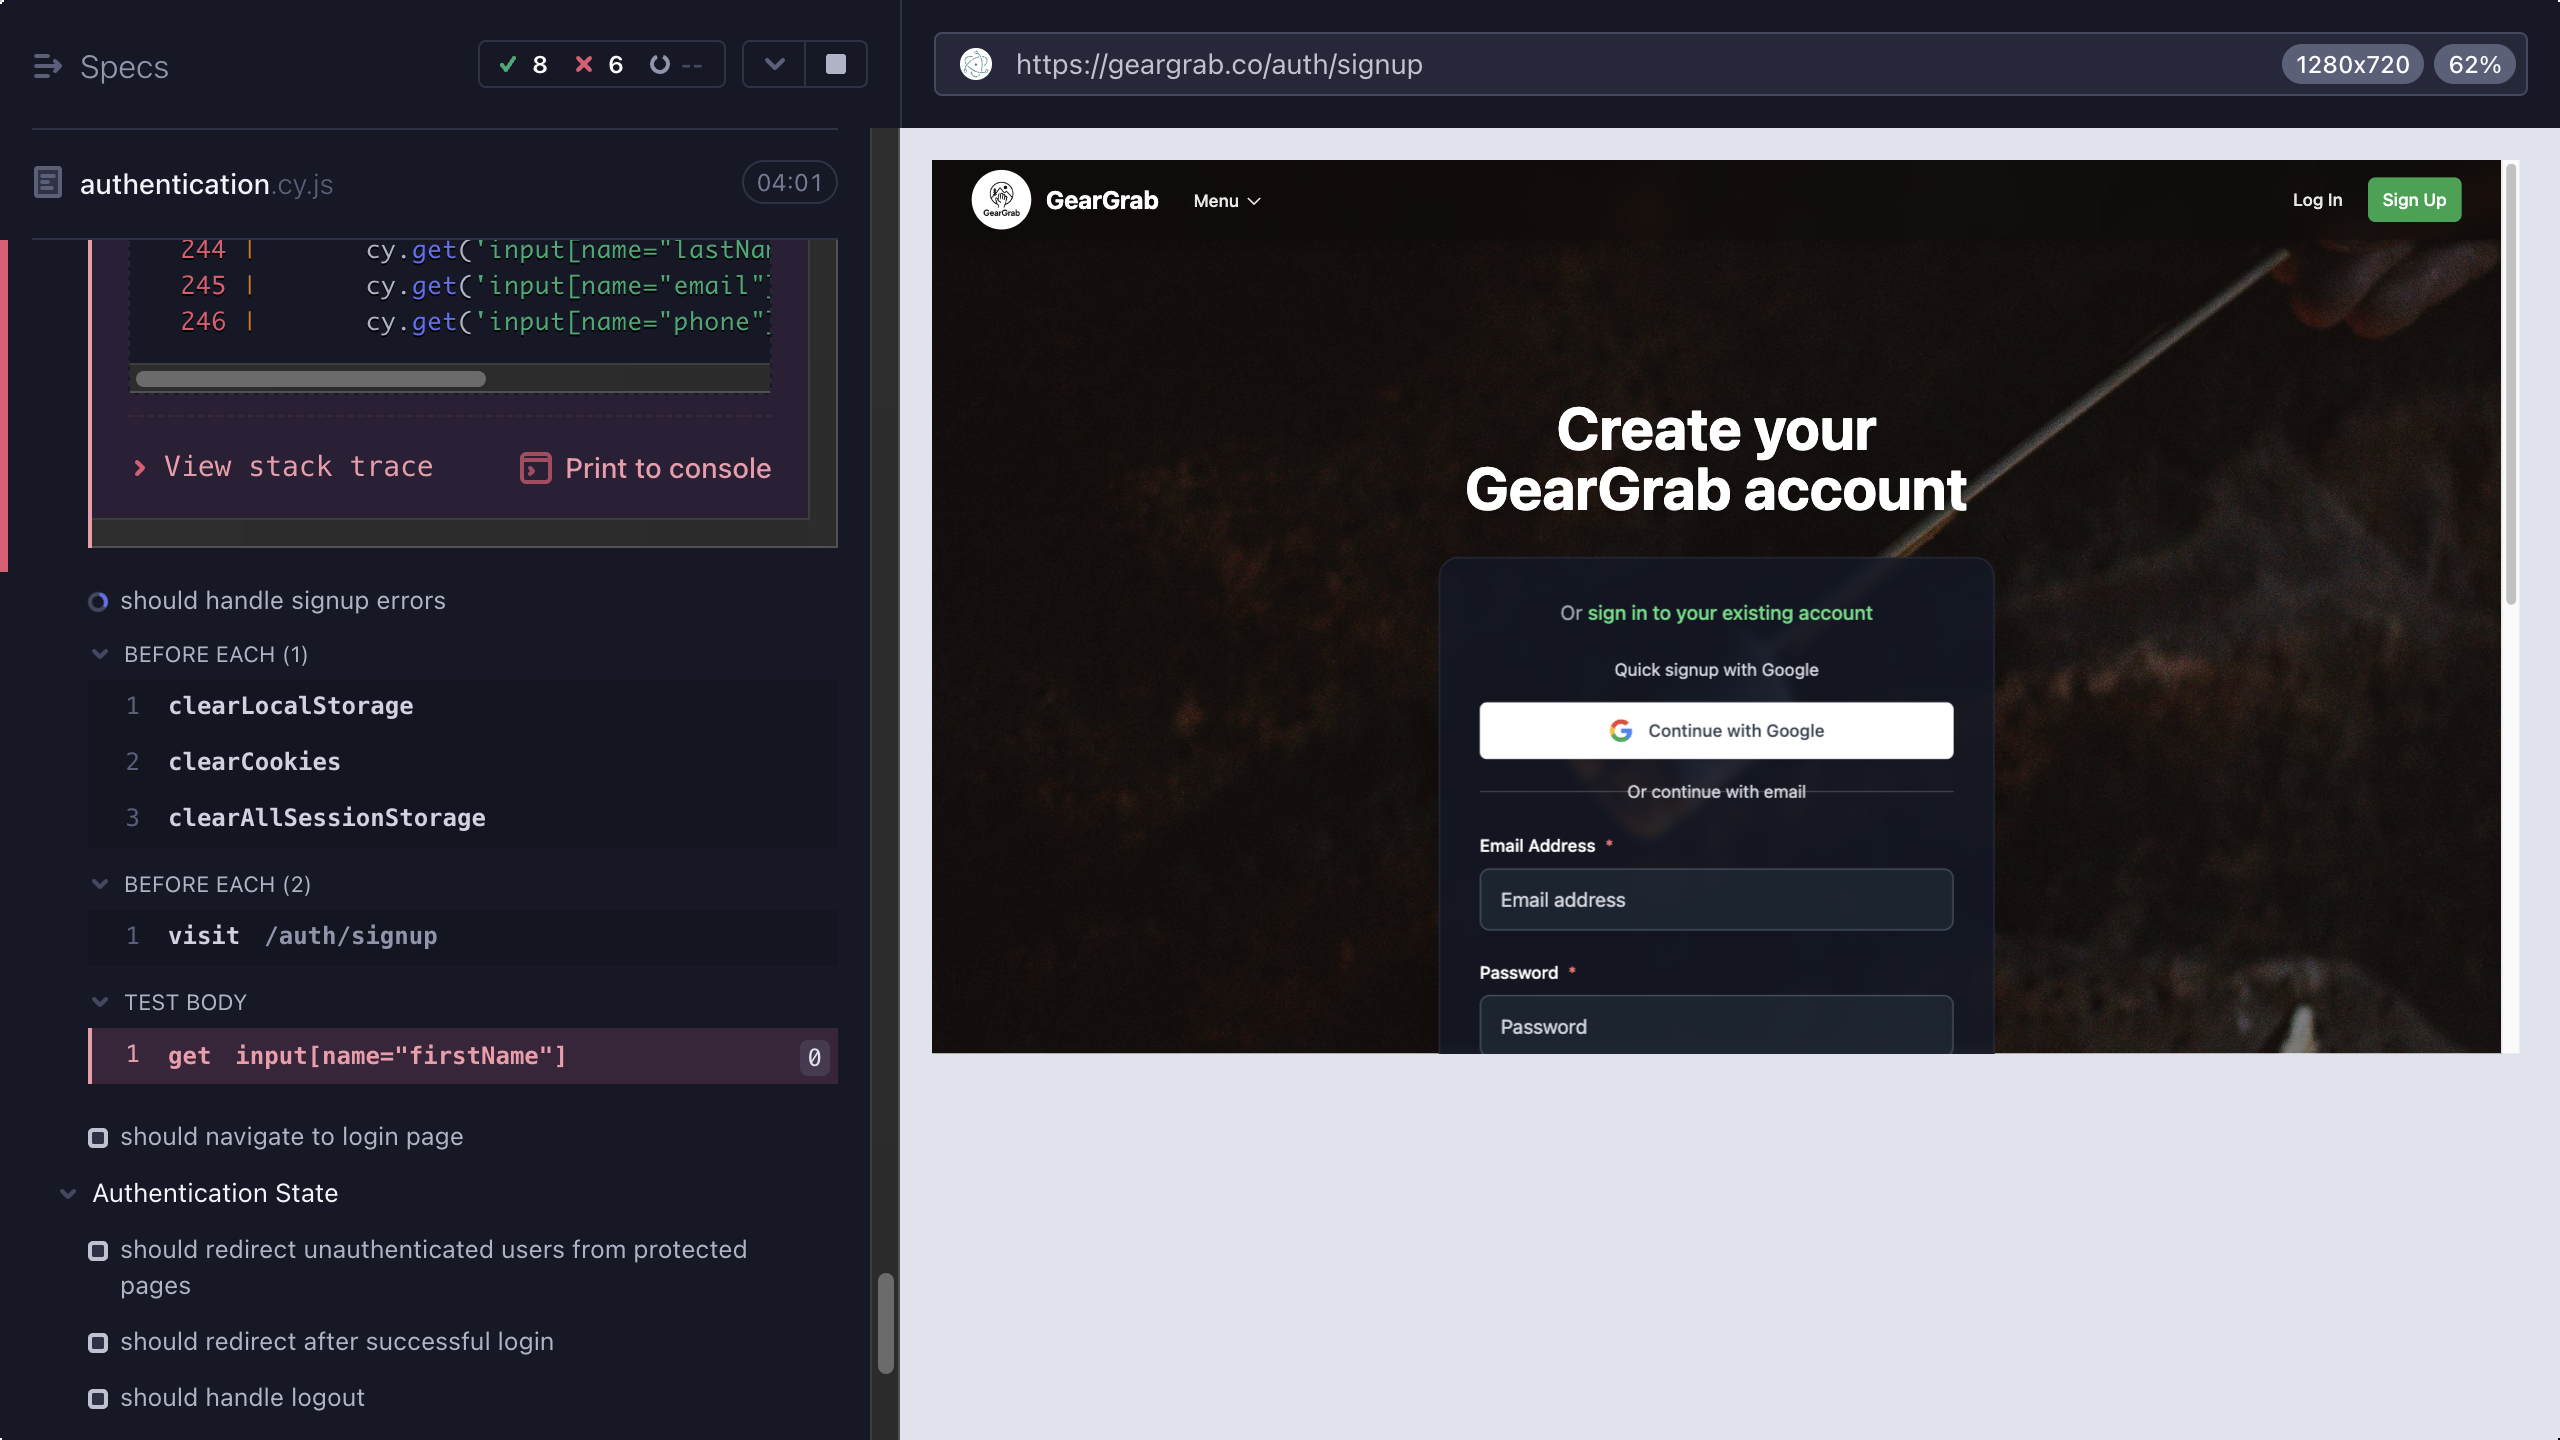 Specs
8 6 --
authentication.cy.js
04:01
244 | cy.get('input[name="lastNa
245 | cy.get('input[name="email"]
246 | cy.get('input[name="phone"]
View stack trace
Print to console
should handle signup errors
BEFORE EACH (1)
1 clearLocalStorage
2 clearCookies
3 clearAllSessionStorage
BEFORE EACH (2)
1 visit /auth/signup
TEST BODY
1 get input[name="firstName"] 0
should navigate to login page
Authentication State
should redirect unauthenticated users from protected
pages
should redirect after successful login
should handle logout
https://geargrab.co/auth/signup
1280x720 62%
GearGrab
GearGrab
Menu
Log In
Sign Up
Create your
GearGrab account
Or sign in to your existing account
Quick signup with Google
Continue with Google
Or continue with email
Email Address *
Email address
Password *
Password